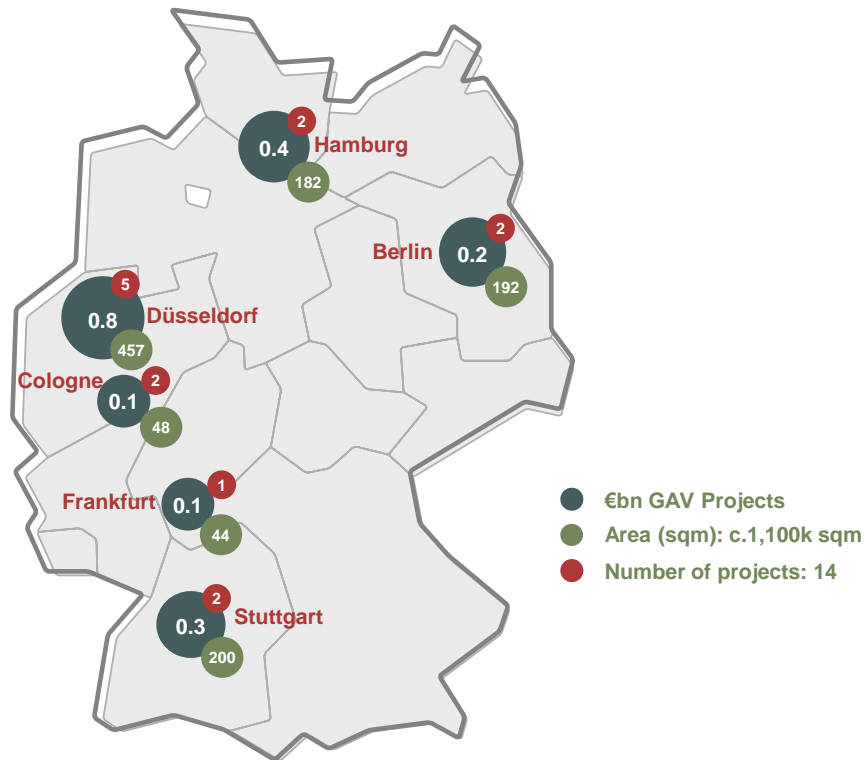 2
0.4
Hamburg
182
2
Berlin
0.2
192
5
0.8
Düsseldorf
457
Cologne
2
0.1
48
Frankfurt
1
0.1
44
2
0.3
Stuttgart
200
€bn GAV Projects
Area (sqm): c.1,100k sqm
Number of projects: 14